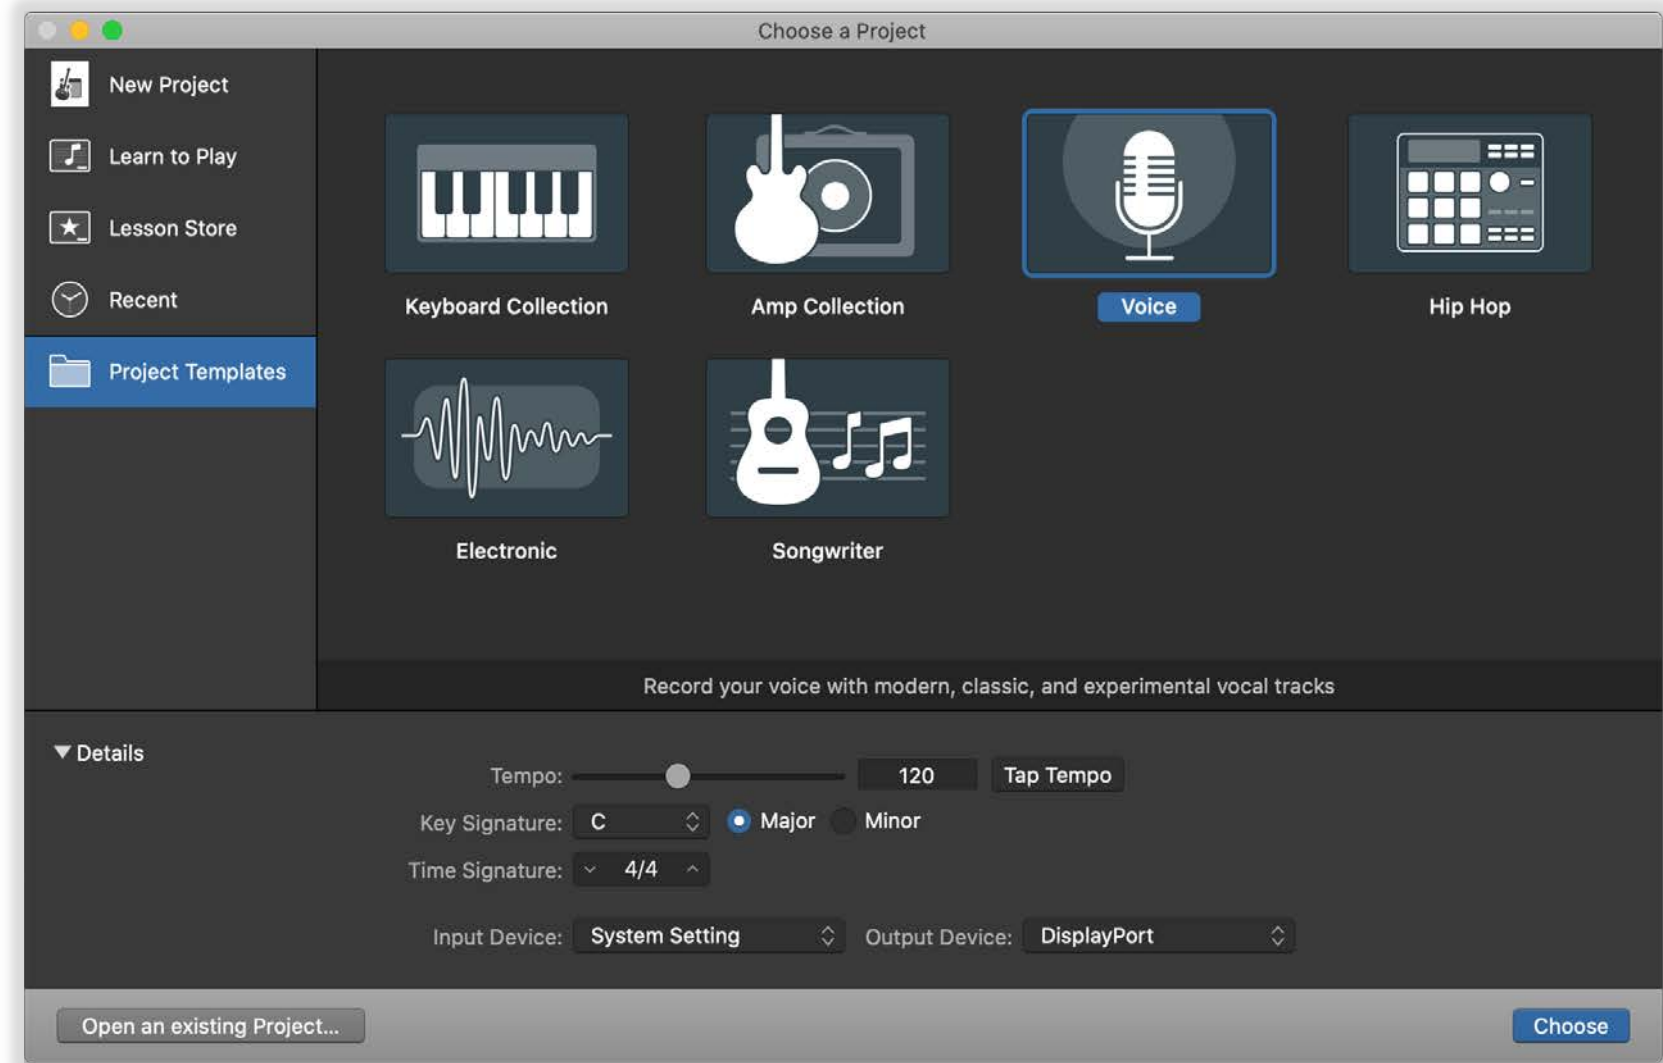 Choose a Project
New Project
Learn to Play
Lesson Store
Recent
Project Templates
Keyboard Collection
Amp Collection
Voice
Hip Hop
Electronic
Songwriter
Record your voice with modern, classic, and experimental vocal tracks
Details
Tempo: 120 Tap Tempo
Key Signature: C Major Minor
Time Signature: 4/4
Input Device: System Setting Output Device: DisplayPort
Open an existing Project...
Choose